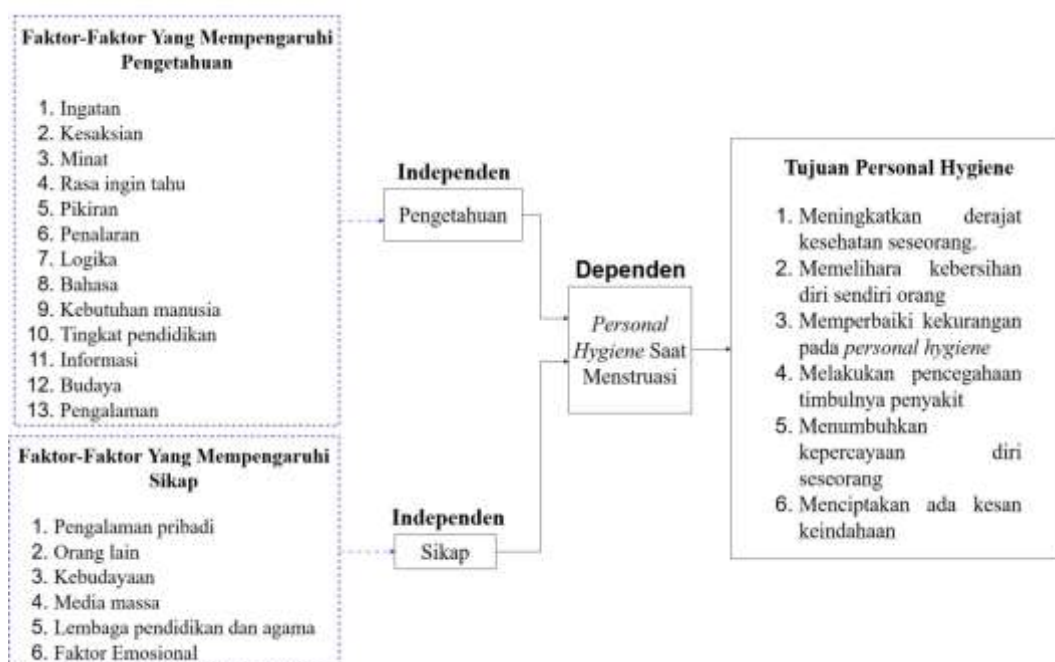 Faktor-Faktor Yang Mempengaruhi
Pengetahuan
1. Ingatan
2. Kesaksian
3. Minat
4. Rasa ingin tahu
5. Pikiran
6. Penalaran
7. Logika
8. Bahasa
9. Kebutuhan manusia
10. Tingkat pendidikan
11. Informasi
12. Budaya
13. Pengalaman
Faktor-Faktor Yang Mempengaruhi
Sikap
1. Pengalaman pribadi
2. Orang lain
3. Kebudayaan
4. Media massa
5. Lembaga pendidikan dan agama
6. Faktor Emosional
Independen
Pengetahuan
Independen
Sikap
Dependen
Personal
Hygiene Saat
Menstruasi
Tujuan Personal Hygiene
1. Meningkatkan derajat
kesehatan seseorang.
2. Memelihara kebersihan
diri sendiri orang
3. Memperbaiki kekurangan
pada personal hygiene
4. Melakukan pencegahaan
timbulnya penyakit
5. Menumbuhkan
kepercayaan diri
seseorang
6. Menciptakan ada kesan
keindahaan